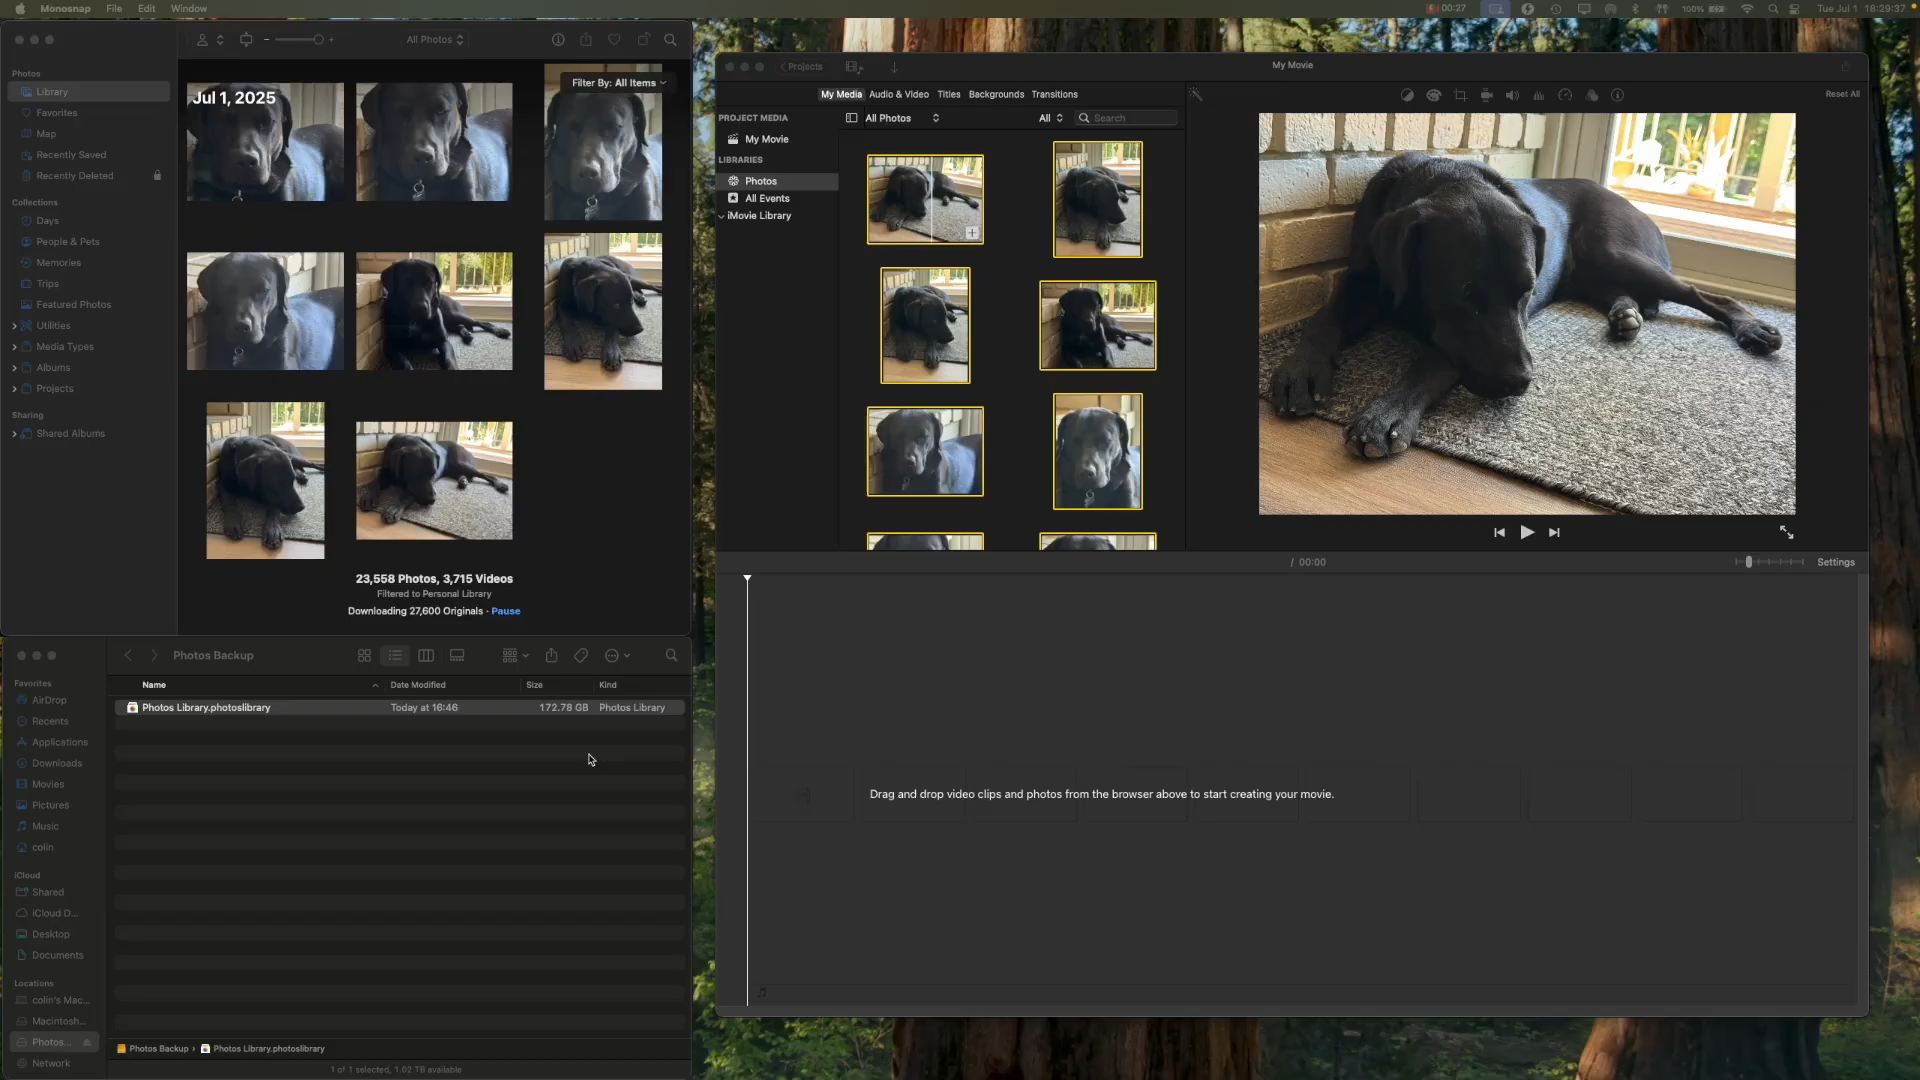 Monosnap File Edit Window
00:27 100% Tue Jul 1 18:29:37
All Photos
Photos
Library
Favorites
Map
Recently Saved
Recently Deleted
Collections
Days
People & Pets
Memories
Trips
Featured Photos
Utilities
Media Types
Albums
Projects
Sharing
Shared Albums
Jul 1, 2025
Filter By: All Items
23,558 Photos, 3,715 Videos
Filtered to Personal Library
Downloading 27,600 Originals · Pause
Projects
My Movie
My Media Audio & Video Titles Backgrounds Transitions
Reset All
PROJECT MEDIA
My Movie
LIBRARIES
Photos
All Events
iMovie Library
All Photos
All
Search
/ 00:00
Settings
Drag and drop video clips and photos from the browser above to start creating your movie.
Photos Backup
Favorites
AirDrop
Recents
Applications
Downloads
Movies
Pictures
Music
colin
iCloud
Shared
iCloud D...
Desktop
Documents
Locations
colin's Mac...
Macintosh...
Photos...
Network
Name Date Modified Size Kind
Photos Library.photoslibrary Today at 16:46 172.78 GB Photos Library
Photos Backup › Photos Library.photoslibrary
1 of 1 selected, 1.02 TB available